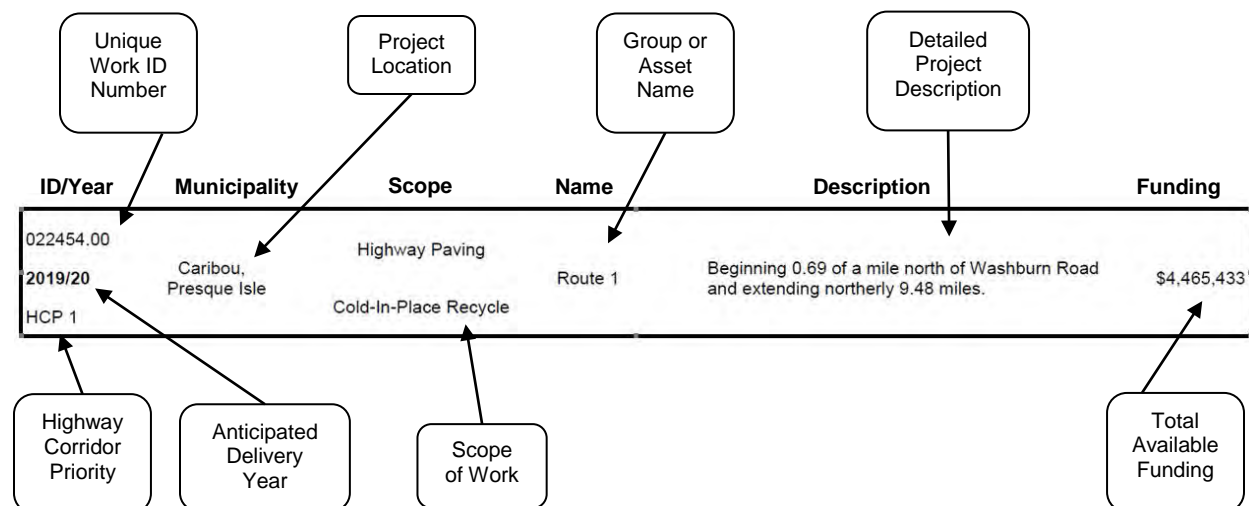 Unique
Work ID
Number
Project
Location
Group or
Asset
Name
Detailed
Project
Description
ID/Year Municipality Scope Name Description Funding
022454.00
2019/20
HCP 1
Caribou,
Presque Isle
Highway Paving
Cold-In-Place Recycle
Route 1
Beginning 0.69 of a mile north of Washburn Road
and extending northerly 9.48 miles.
$4,465,433
Highway
Corridor
Priority
Anticipated
Delivery
Year
Scope
of Work
Total
Available
Funding